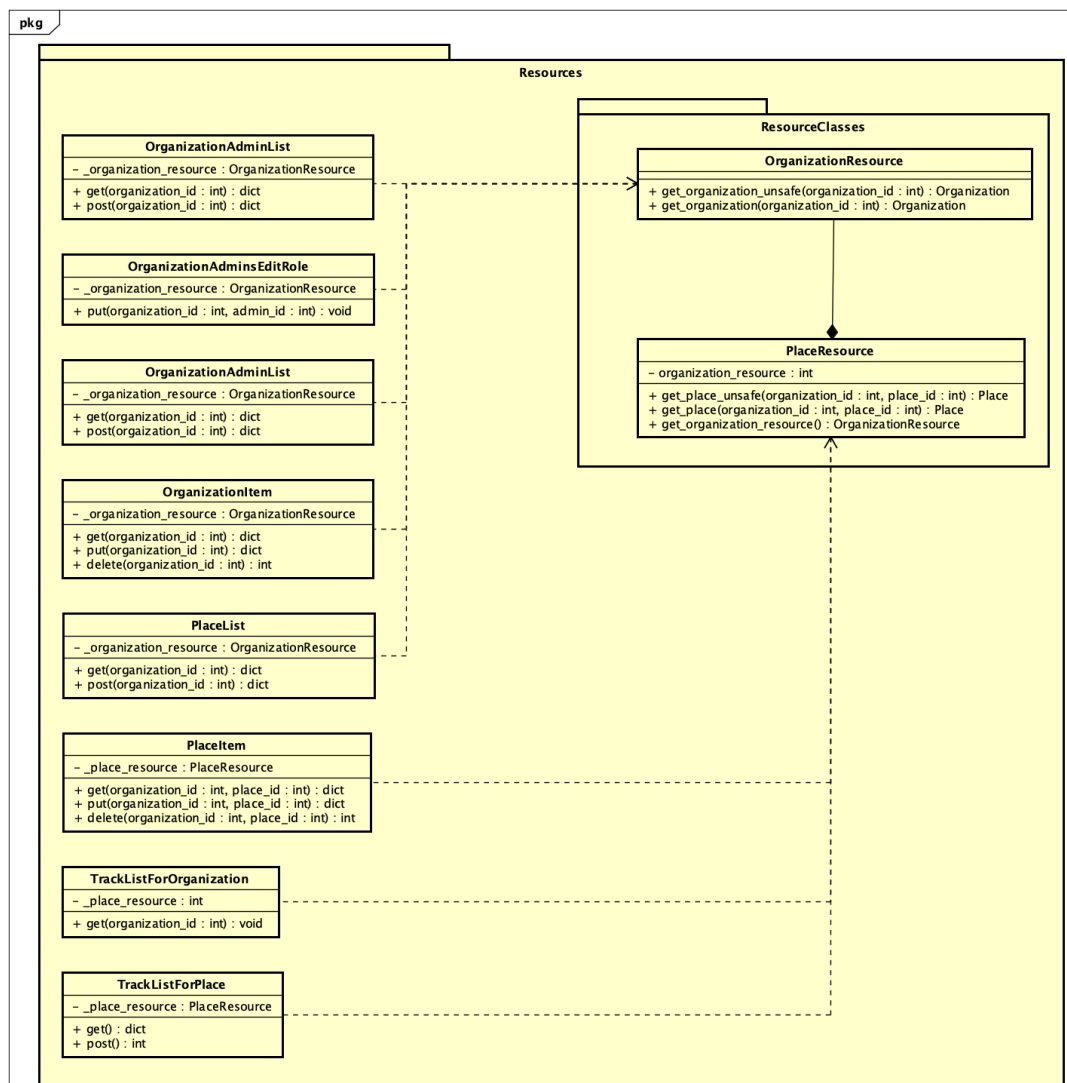 pkg
Resources
OrganizationAdminList
- _organization_resource : OrganizationResource
+ get(organization_id : int) : dict
+ post(orgaization_id : int) : dict
OrganizationAdminsEditRole
- _organization_resource : OrganizationResource
+ put(organization_id : int, admin_id : int) : void
OrganizationAdminList
- _organization_resource : OrganizationResource
+ get(organization_id : int) : dict
+ post(orgaization_id : int) : dict
OrganizationItem
- _organization_resource : OrganizationResource
+ get(organization_id : int) : dict
+ put(organization_id : int) : dict
+ delete(organization_id : int) : int
PlaceList
- _organization_resource : OrganizationResource
+ get(organization_id : int) : dict
+ post(organization_id : int) : dict
PlaceItem
- _place_resource : PlaceResource
+ get(organization_id : int, place_id : int) : dict
+ put(organization_id : int, place_id : int) : dict
+ delete(organization_id : int, place_id : int) : int
TrackListForOrganization
- _place_resource : int
+ get(organization_id : int) : void
TrackListForPlace
- _place_resource : PlaceResource
+ get() : dict
+ post() : int
ResourceClasses
OrganizationResource
+ get_organization_unsafe(organization_id : int) : Organization
+ get_organization(organization_id : int) : Organization
PlaceResource
- organization_resource : int
+ get_place_unsafe(organization_id : int, place_id : int) : Place
+ get_place(organization_id : int, place_id : int) : Place
+ get_organization_resource() : OrganizationResource